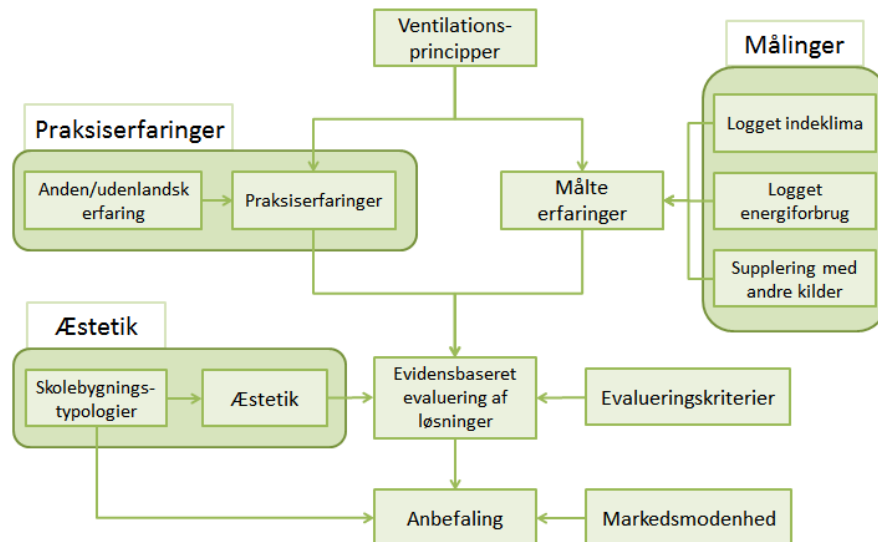 Ventilations-
principper
Målinger
Logget indeklima
Logget
energiforbrug
Supplering med
andre kilder
Praksiserfaringer
Anden/udenlandsk
erfaring
Praksiserfaringer
Målte
erfaringer
Æstetik
Skolebygnings-
typologier
Æstetik
Evidensbaseret
evaluering af
løsninger
Evalueringskriterier
Anbefaling
Markedsmodenhed